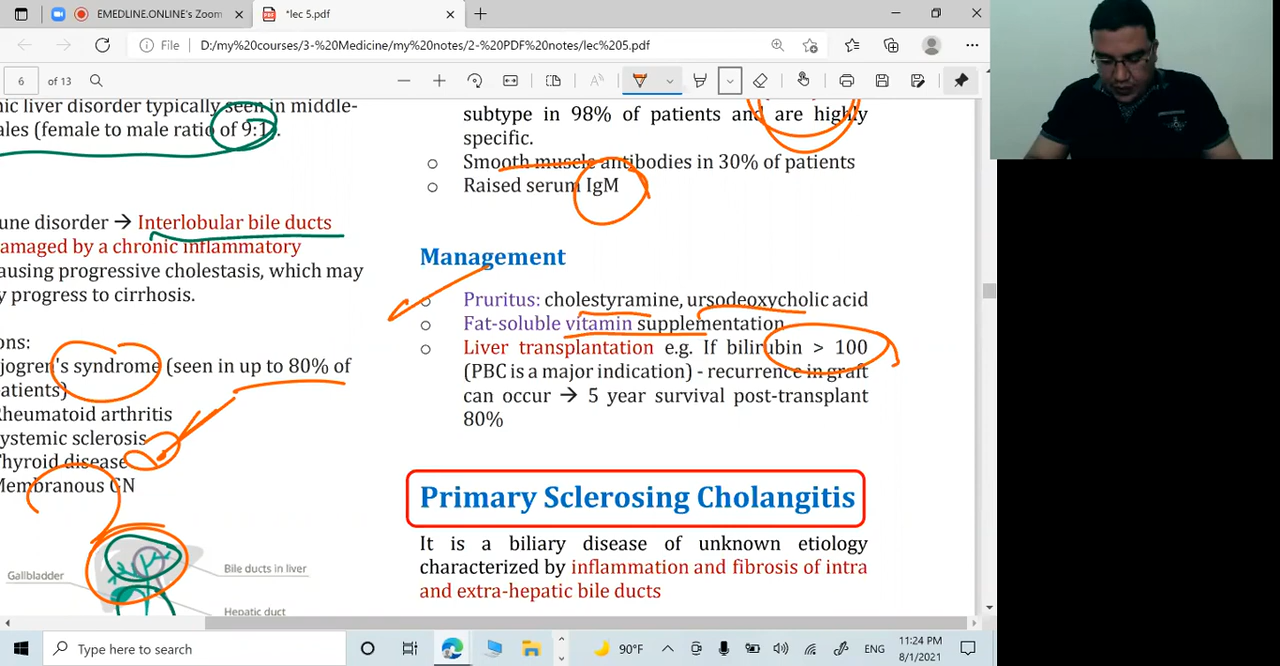 EMEDLINE.ONLINE's Zoom
*lec 5.pdf
File
D:/my%20courses/3-%20Medicine/my%20notes/2-%20PDF%20notes/lec%205.pdf
6
of 13
nic liver disorder typically seen in middle-
ales (female to male ratio of 9:1).
une disorder → Interlobular bile ducts
amaged by a chronic inflammatory
ausing progressive cholestasis, which may
y progress to cirrhosis.
ons:
jogren's syndrome (seen in up to 80% of
atients)
Rheumatoid arthritis
ystemic sclerosis
Thyroid disease
Membranous GN
Gallbladder
Bile ducts in liver
Hepatic duct
subtype in 98% of patients and are highly
specific.
o Smooth muscle antibodies in 30% of patients
o Raised serum IgM
Management
o Pruritus: cholestyramine, ursodeoxycholic acid
o Fat-soluble vitamin supplementation
o Liver transplantation e.g. If bilirubin > 100
(PBC is a major indication) - recurrence in graft
can occur → 5 year survival post-transplant
80%
Primary Sclerosing Cholangitis
It is a biliary disease of unknown etiology
characterized by inflammation and fibrosis of intra
and extra-hepatic bile ducts
Type here to search
90°F
ENG
11:24 PM
8/1/2021